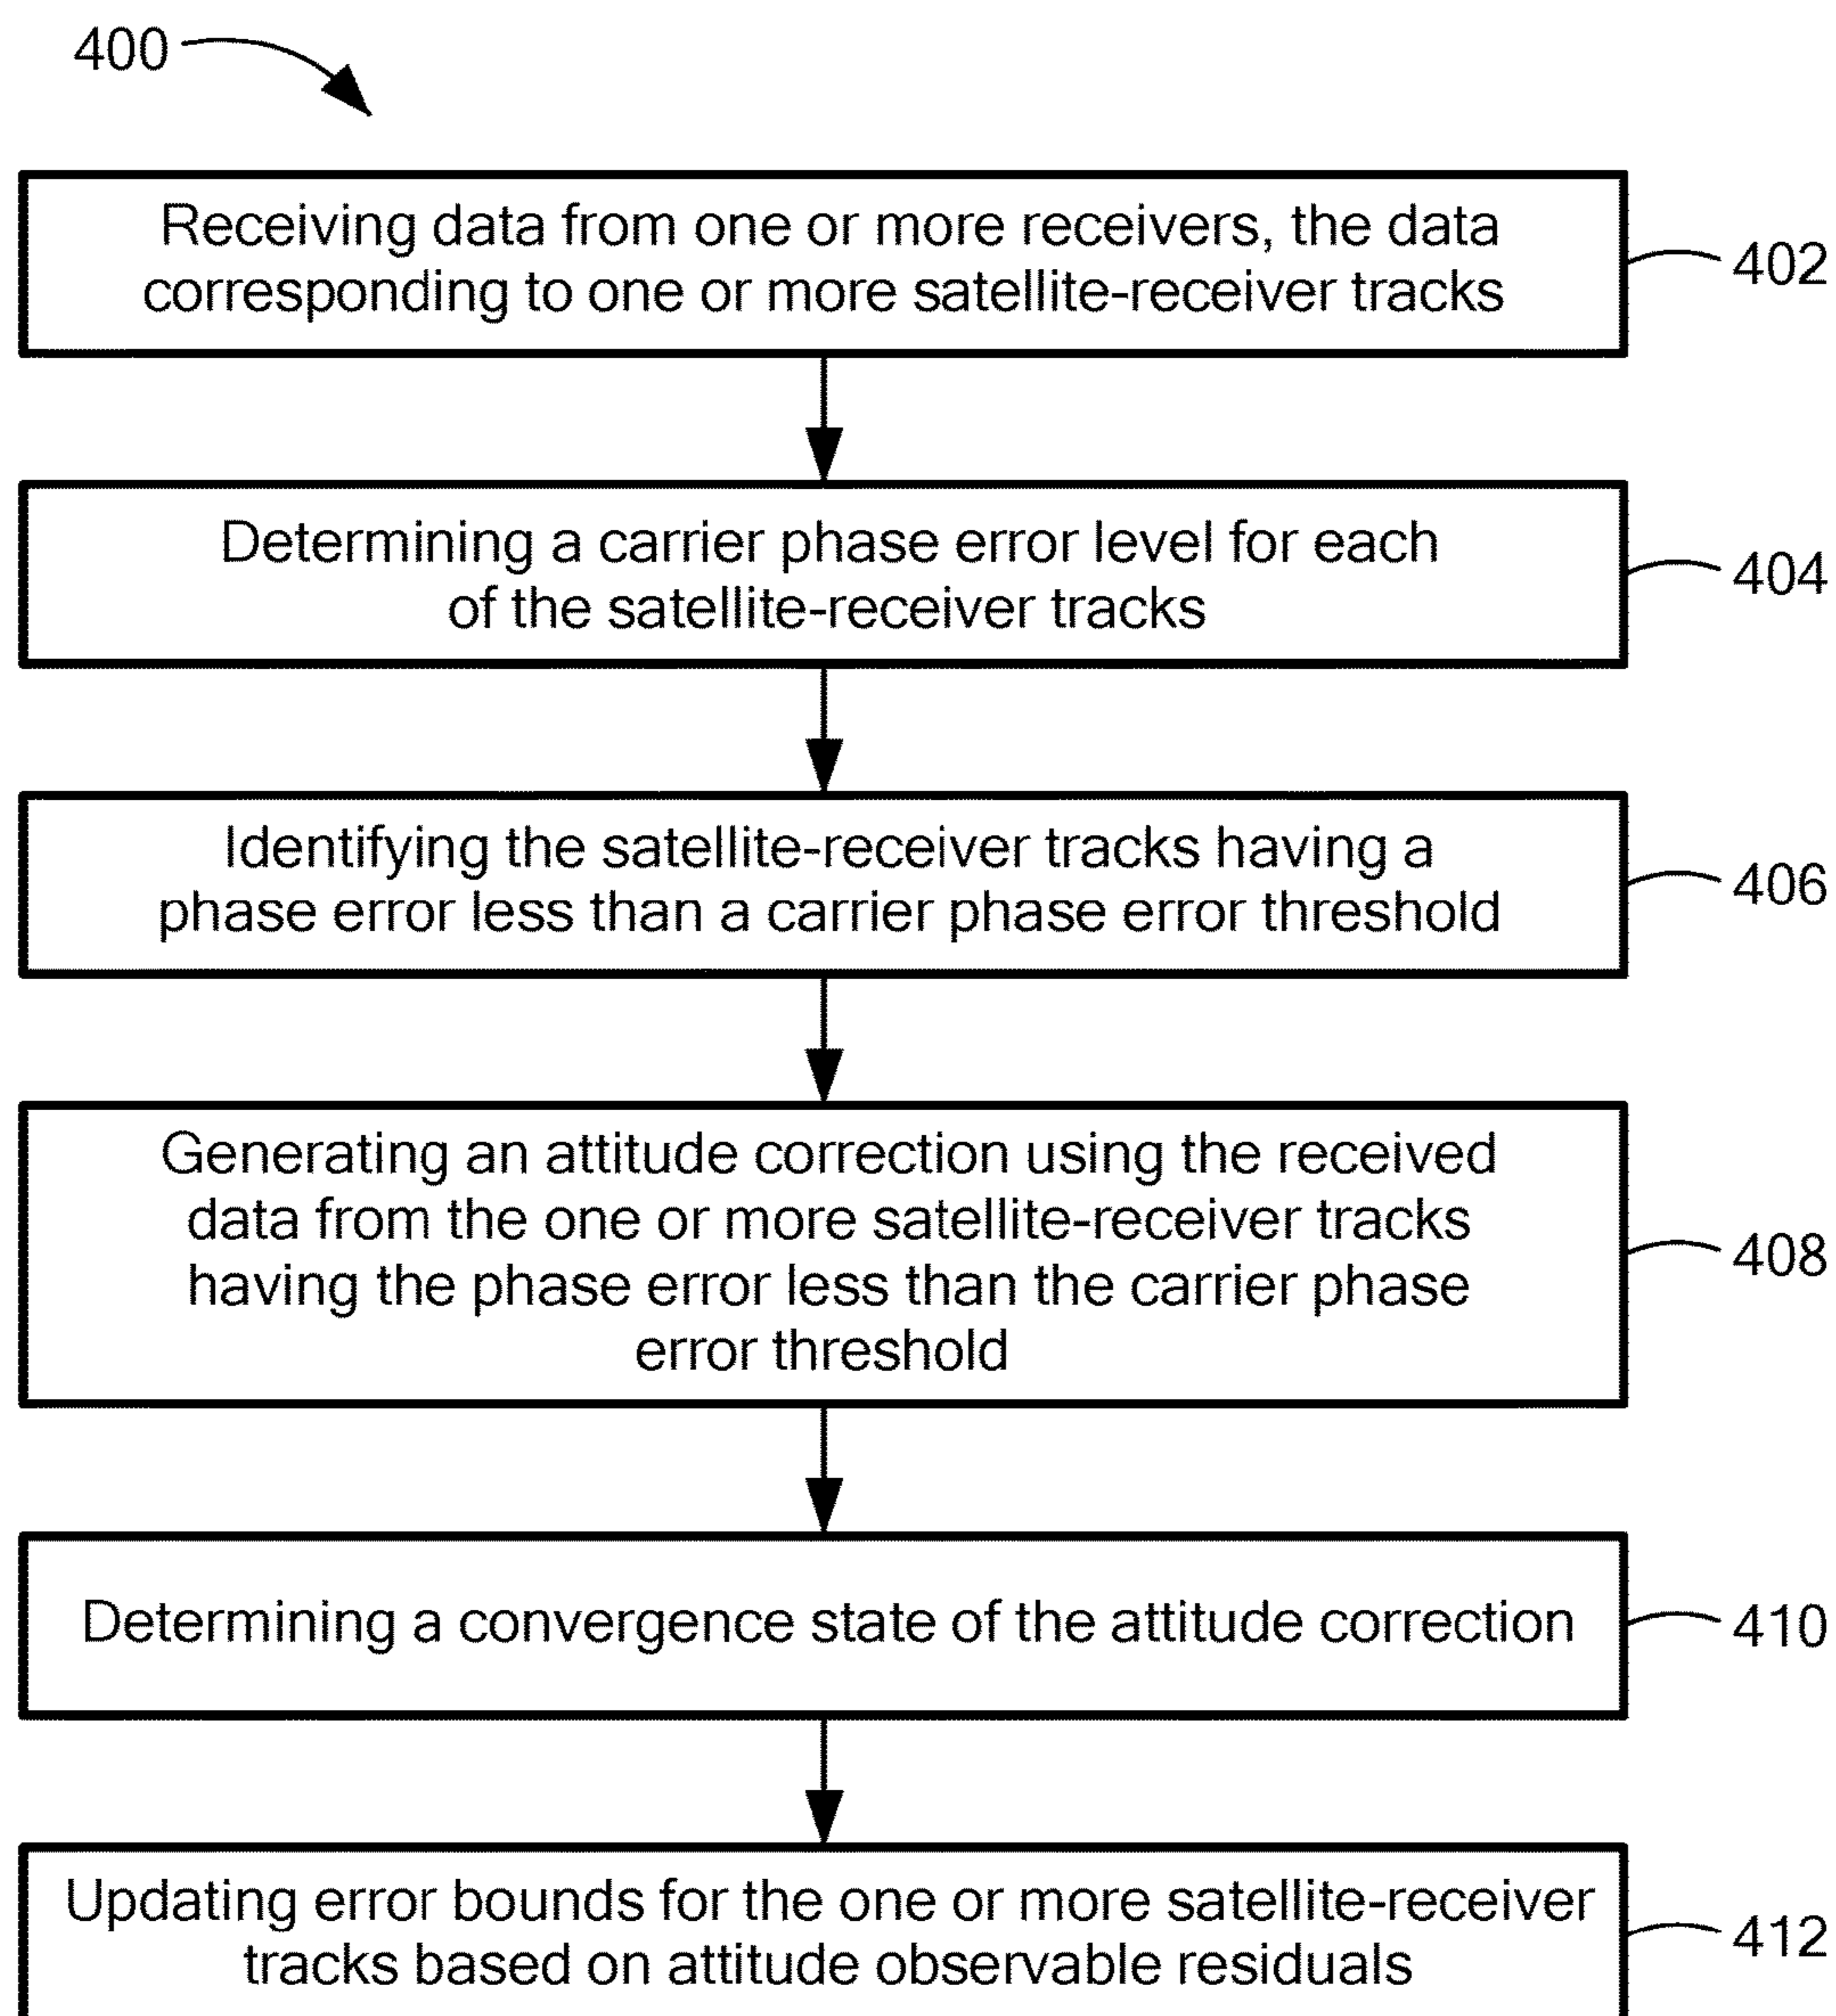 400
Receiving data from one or more receivers, the data
corresponding to one or more satellite-receiver tracks
402
Determining a carrier phase error level for each
of the satellite-receiver tracks
404
Identifying the satellite-receiver tracks having a
phase error less than a carrier phase error threshold
406
Generating an attitude correction using the received
data from the one or more satellite-receiver tracks
having the phase error less than the carrier phase
error threshold
408
Determining a convergence state of the attitude correction
410
Updating error bounds for the one or more satellite-receiver
tracks based on attitude observable residuals
412